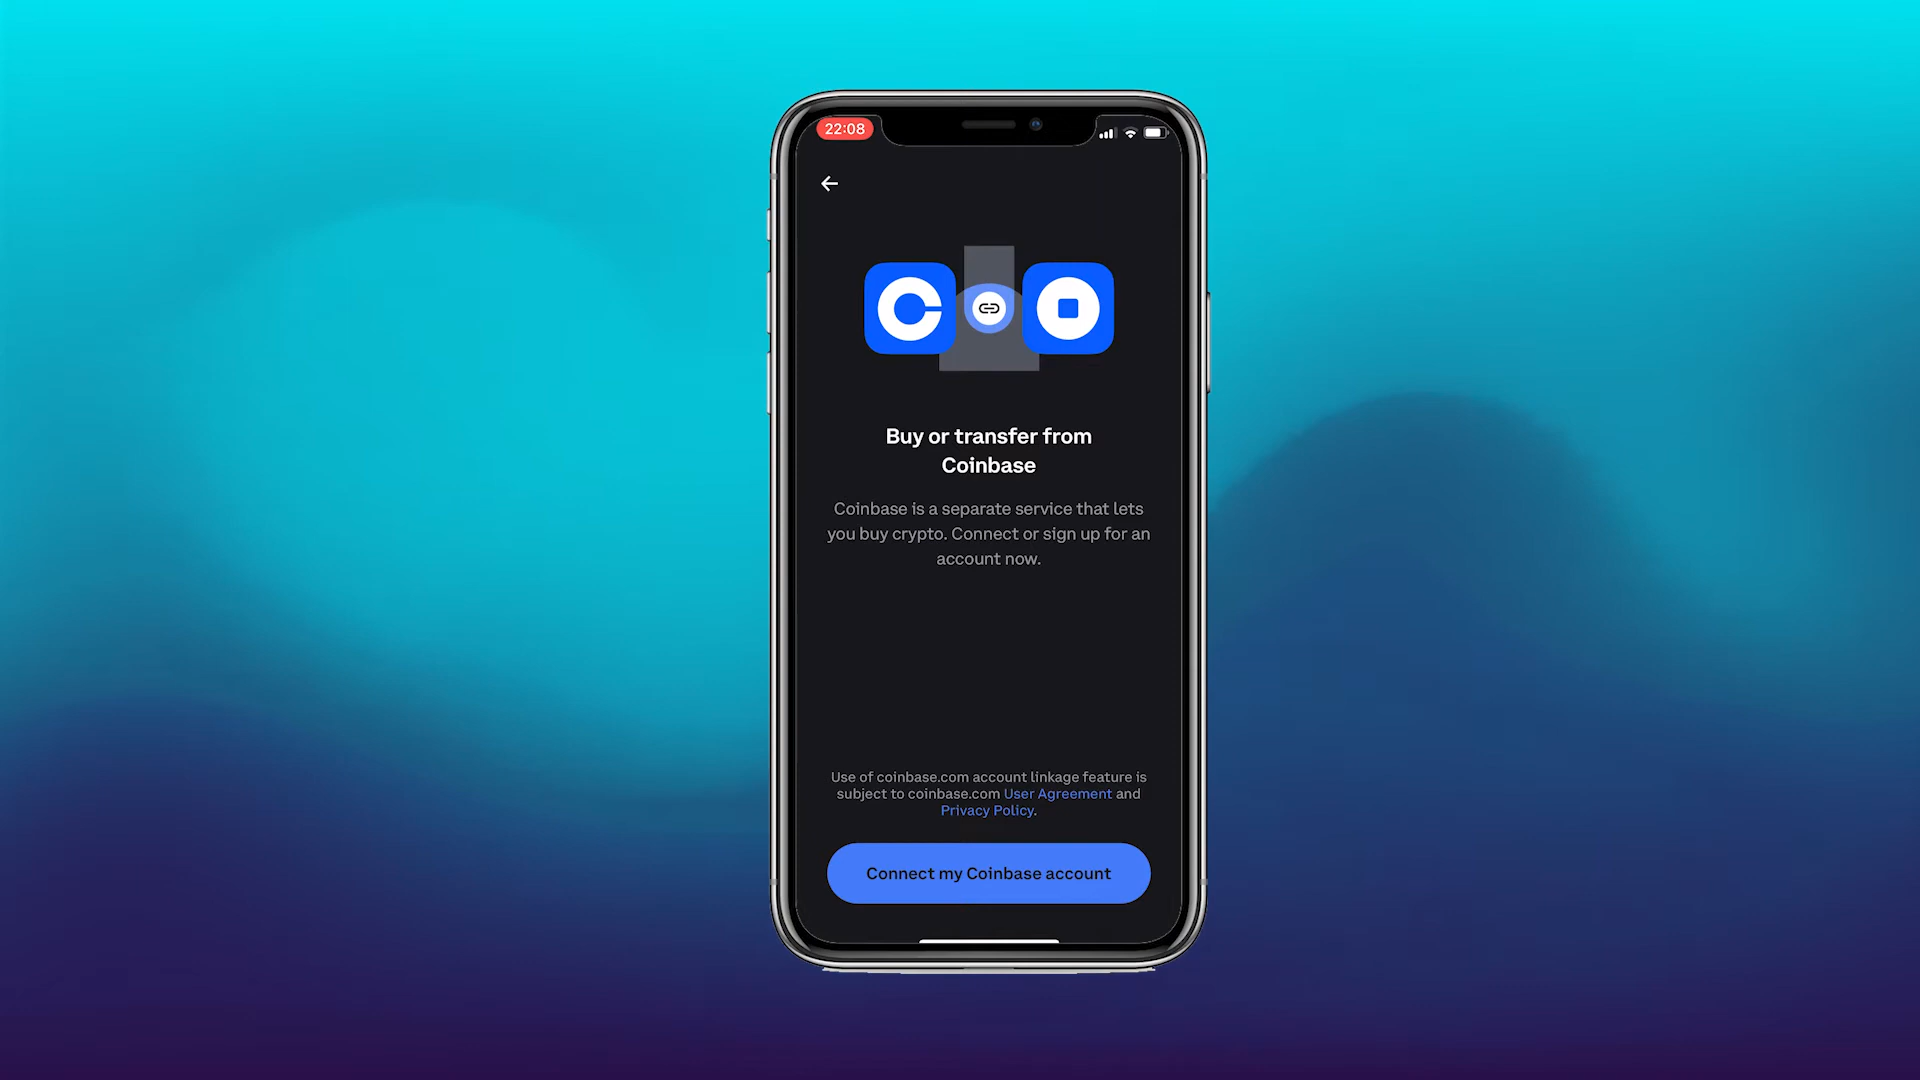 22:08
Buy or transfer from
Coinbase
Coinbase is a separate service that lets
you buy crypto. Connect or sign up for an
account now.
Use of coinbase.com account linkage feature is
subject to coinbase.com User Agreement and
Privacy Policy.
Connect my Coinbase account